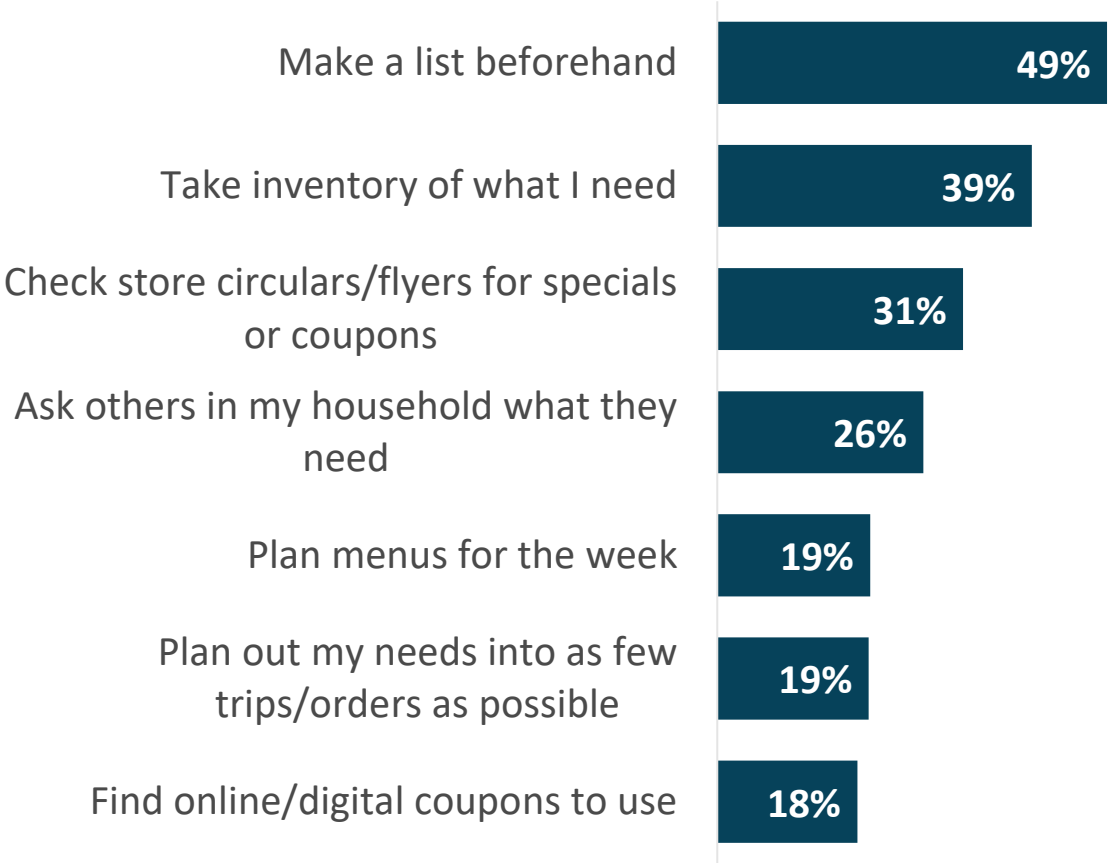 Make a list beforehand
49%
Take inventory of what I need
39%
Check store circulars/flyers for specials
or coupons
31%
Ask others in my household what they
need
26%
Plan menus for the week
19%
Plan out my needs into as few
trips/orders as possible
19%
Find online/digital coupons to use
18%